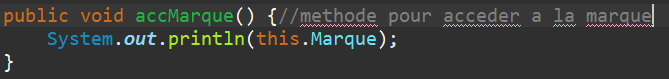 public void accMarque() {//methode pour acceder a la marque
System.out.println(this.Marque);
}